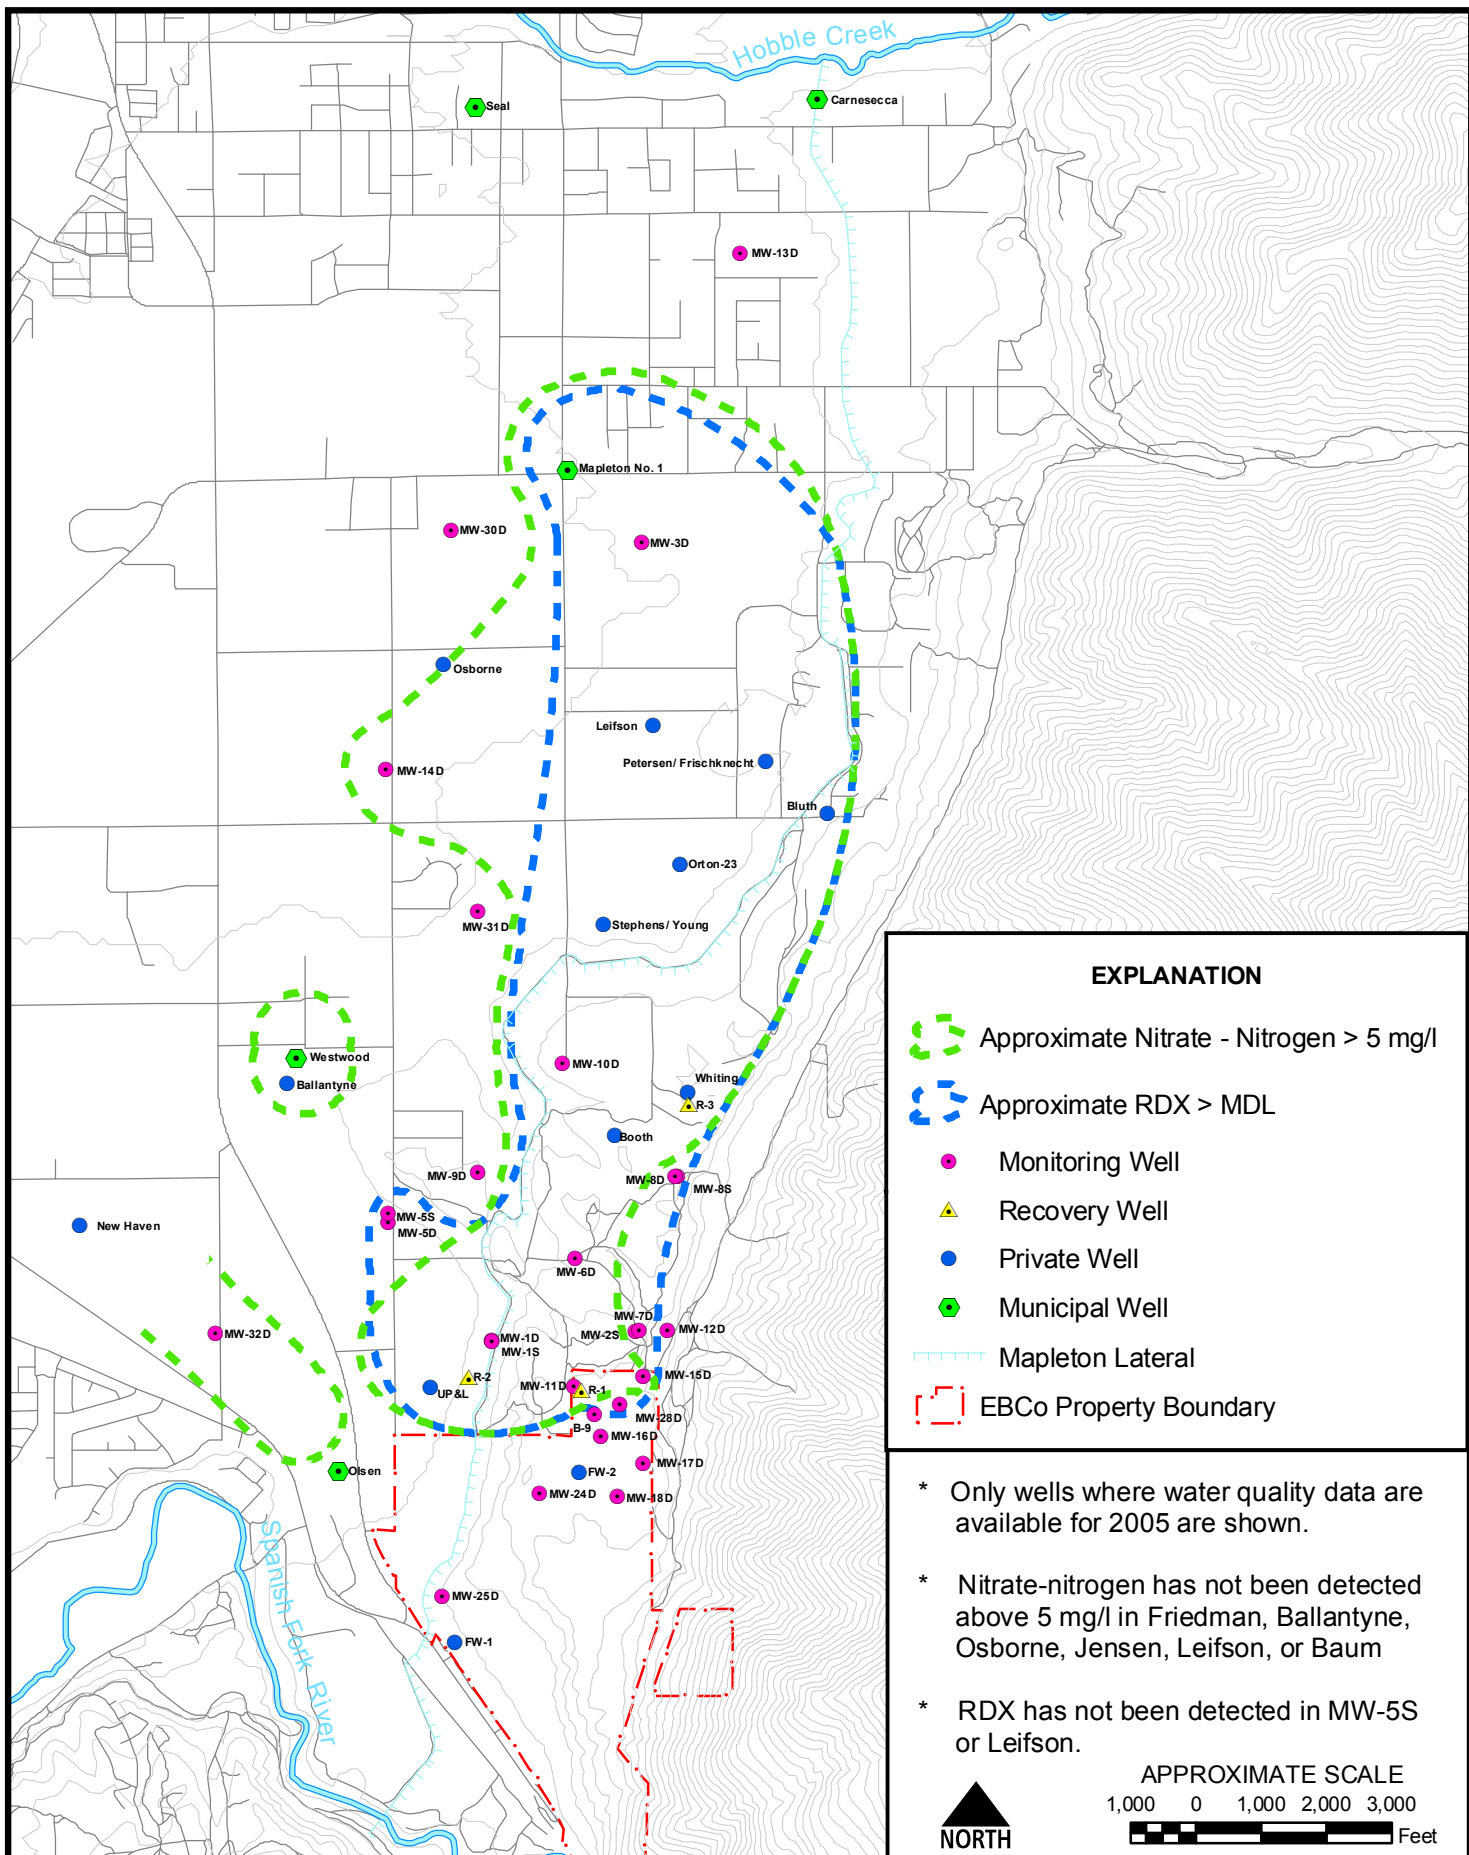 Hobble Creek
Seal
Carnesecca
MW-13D
Mapleton No. 1
MW-30D
MW-3D
Osborne
Leifson
Petersen/ Frischknecht
MW-14D
Bluth
Orton-23
MW-31D
Stephens/ Young
Westwood
Ballantyne
MW-10D
Whiting
R-3
Booth
MW-9D
MW-8D
MW-8S
New Haven
MW-5S
MW-5D
MW-6D
MW-32D
MW-7D
MW-2S
MW-12D
MW-1D
MW-1S
R-2
UP&L
MW-11D
R-1
MW-15D
MW-28D
B-9
MW-16D
Olsen
FW-2
MW-17D
MW-24D
MW-18D
MW-25D
FW-1
Spanish Fork River
EXPLANATION
Approximate Nitrate - Nitrogen > 5 mg/l
Approximate RDX > MDL
Monitoring Well
Recovery Well
Private Well
Municipal Well
Mapleton Lateral
EBCo Property Boundary
* Only wells where water quality data are
available for 2005 are shown.
* Nitrate-nitrogen has not been detected
above 5 mg/l in Friedman, Ballantyne,
Osborne, Jensen, Leifson, or Baum
* RDX has not been detected in MW-5S
or Leifson.
NORTH
APPROXIMATE SCALE
1,000 0 1,000 2,000 3,000
Feet